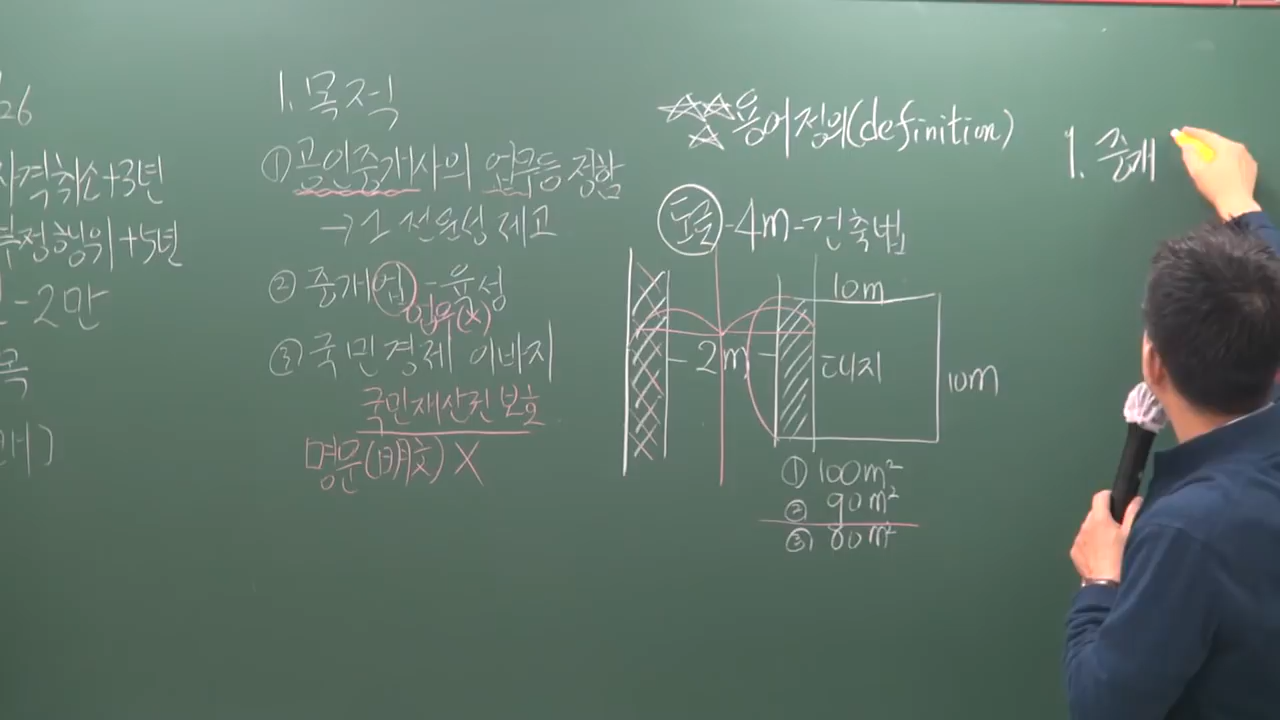 26
자격취소+3년
부정행위+5년
-2만
1. 목적
① 공인중개사의 업무등 정함
→ 전문성 제고
② 중개업-육성
업무(X)
③ 국민경제 이바지
국민재산권 보호
명문(明文) X
☆☆☆용어정의(definition)
도로-4m-건축법
10m
-2m-
대지
10m
① 100m²
② 90m²
③ 80m²
1. 중개